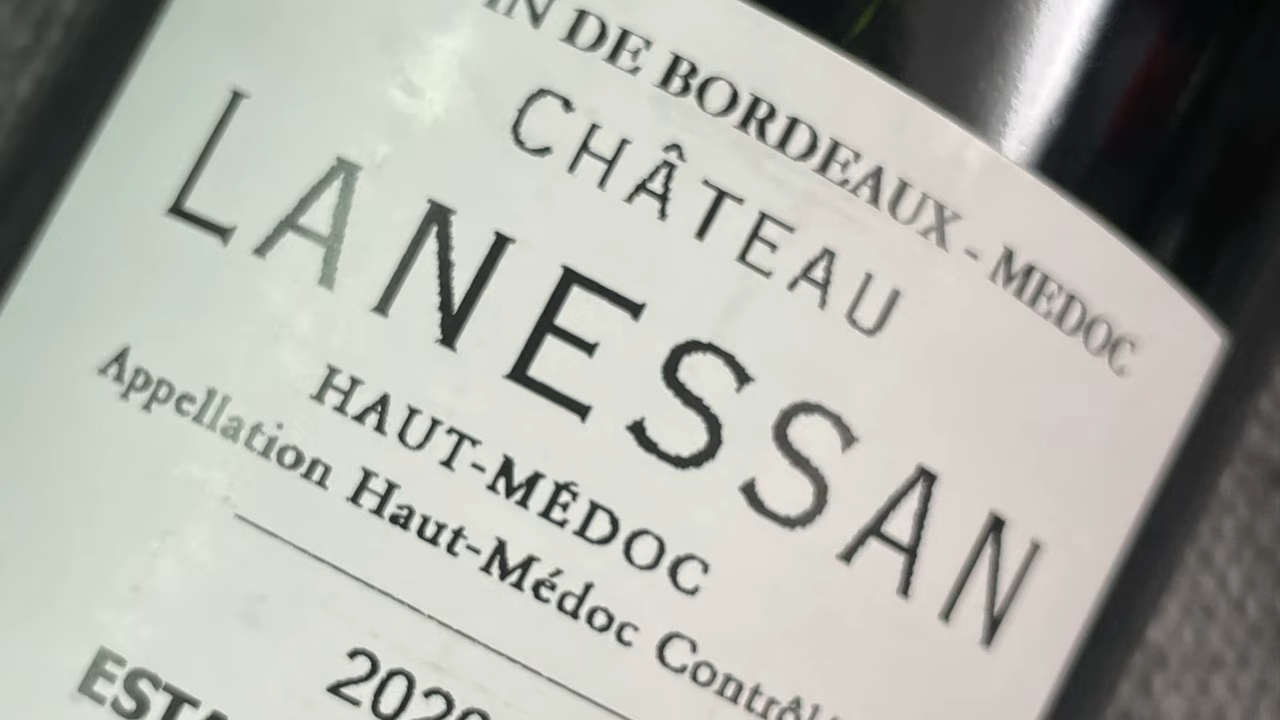 DE BORDEAUX - MEDOC
CHÂTEAU
LANESSAN
HAUT-MÉDOC
Appellation Haut-Médoc